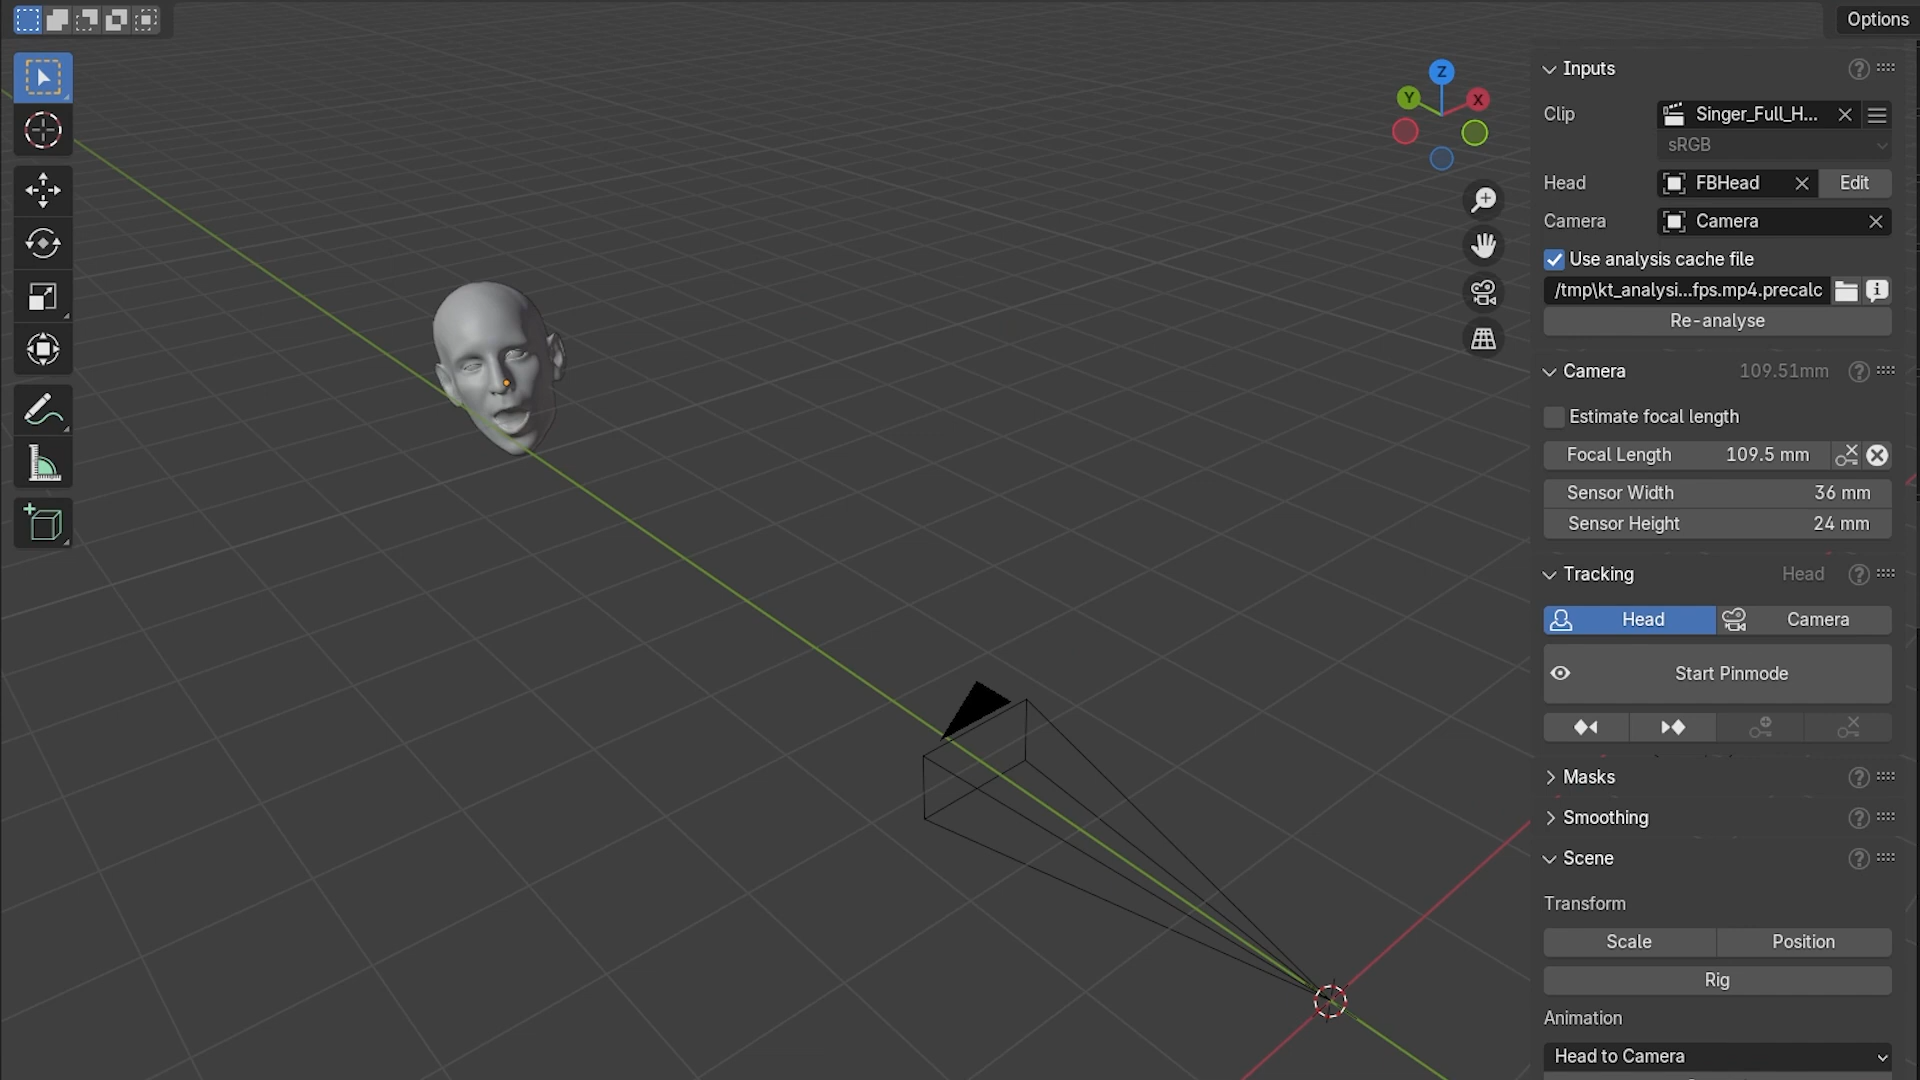 Options
Z
Y
X
Inputs
Clip
Singer_Full_H...
sRGB
Head
FBHead
Edit
Camera
Camera
Use analysis cache file
/tmp\kt_analysi...fps.mp4.precalc
Re-analyse
Camera
109.51mm
Estimate focal length
Focal Length 109.5 mm
Sensor Width 36 mm
Sensor Height 24 mm
Tracking
Head
Head
Camera
Start Pinmode
Masks
Smoothing
Scene
Transform
Scale
Position
Rig
Animation
Head to Camera